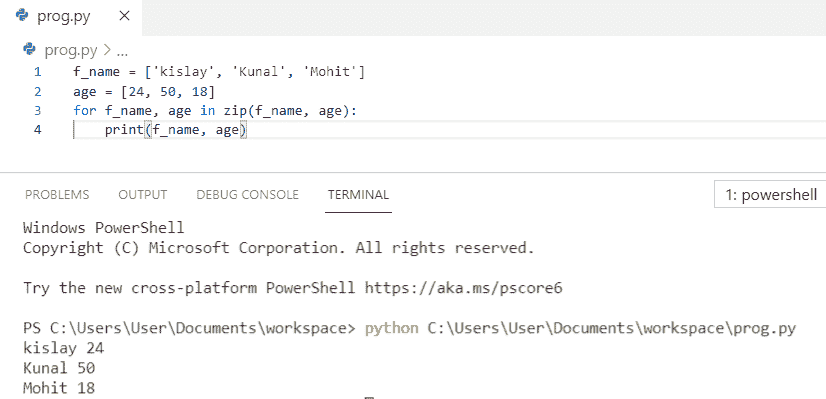 prog.py ×
prog.py > ...
1 f_name = ['kislay', 'Kunal', 'Mohit']
2 age = [24, 50, 18]
3 for f_name, age in zip(f_name, age):
4     print(f_name, age)
PROBLEMS OUTPUT DEBUG CONSOLE TERMINAL 1: powershell
Windows PowerShell
Copyright (C) Microsoft Corporation. All rights reserved.
Try the new cross-platform PowerShell https://aka.ms/pscore6
PS C:\Users\User\Documents\workspace> python C:\Users\User\Documents\workspace\prog.py
kislay 24
Kunal 50
Mohit 18